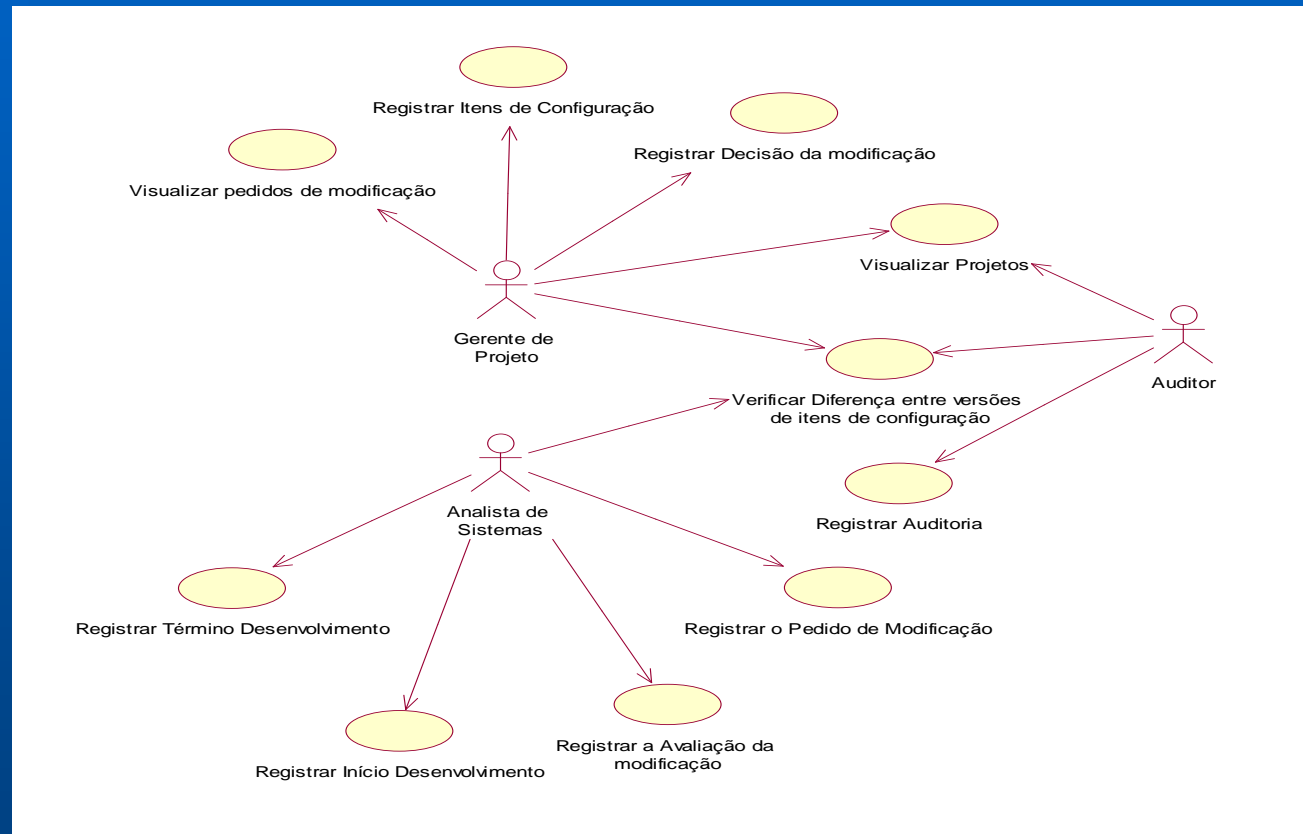 Registrar Itens de Configuração
Registrar Decisão da modificação
Visualizar pedidos de modificação
Visualizar Projetos
Gerente de
Projeto
Auditor
Verificar Diferença entre versões
de itens de configuração
Analista de
Sistemas
Registrar Auditoria
Registrar Término Desenvolvimento
Registrar o Pedido de Modificação
Registrar a Avaliação da
modificação
Registrar Início Desenvolvimento